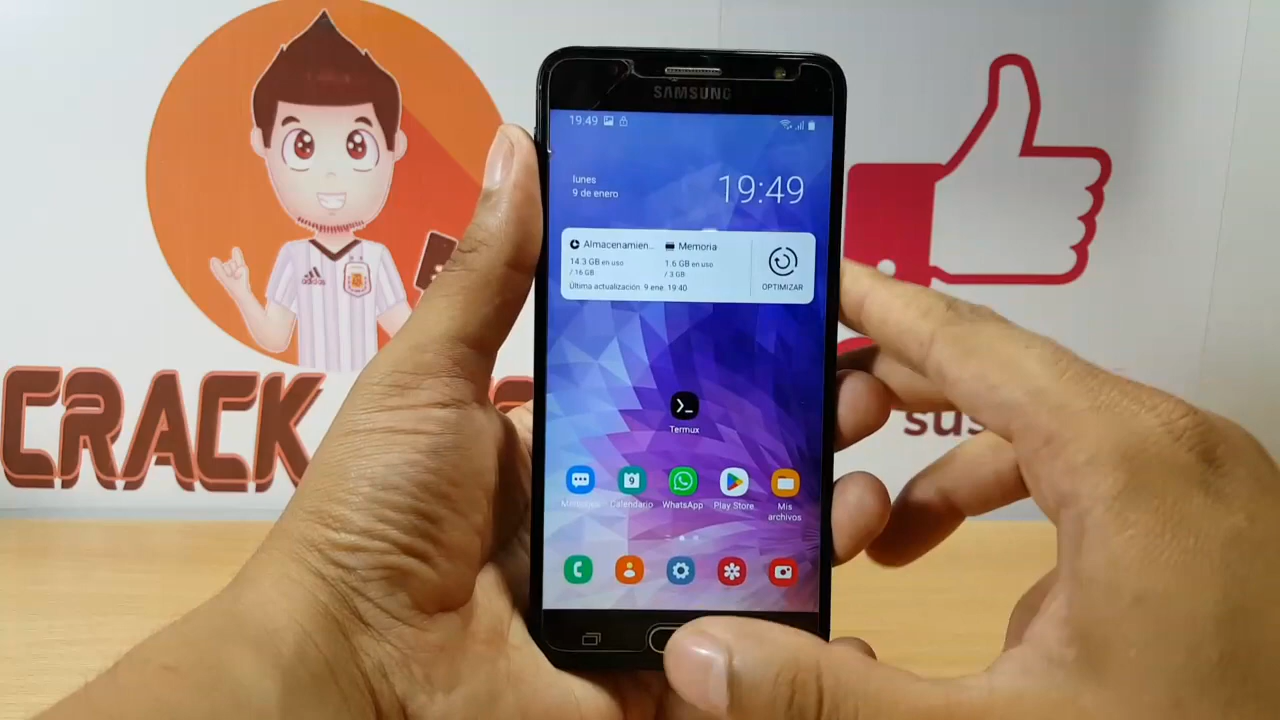 SAMSUNG
19:49
lunes
9 de enero
19:49
Almacenamien...
14.3 GB en uso
/ 16 GB
Memoria
1.6 GB en uso
/ 3 GB
OPTIMIZAR
Última actualización: 9 ene. 19:40
adidas
CRACK
sus
Termux
>_
9
Calendario
WhatsApp
Play Store
Mis
archivos